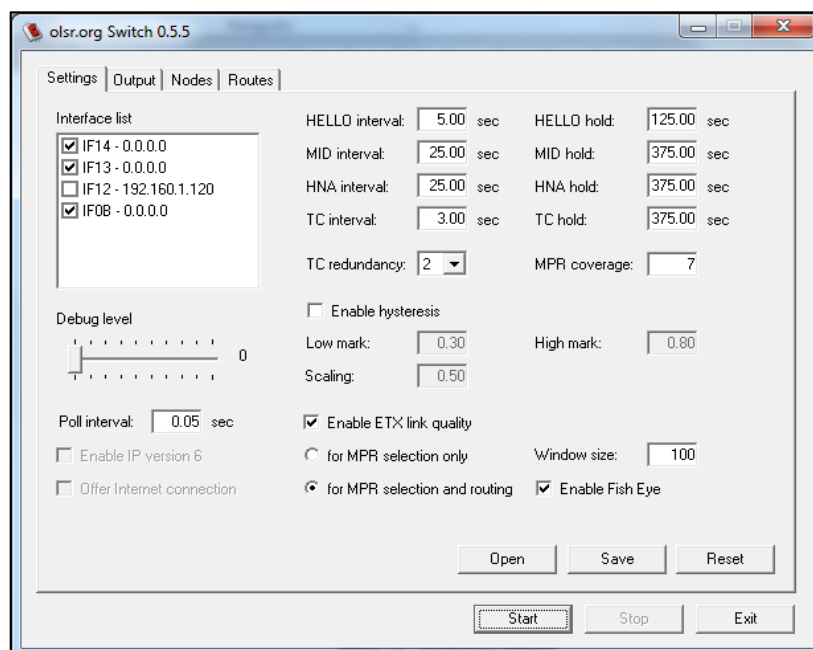 olsr.org Switch 0.5.5
Settings Output Nodes Routes
Interface list
IF14 - 0.0.0.0
IF13 - 0.0.0.0
IF12 - 192.160.1.120
IF0B - 0.0.0.0
Debug level
0
Poll interval: 0.05 sec
Enable IP version 6
Offer Internet connection
HELLO interval: 5.00 sec HELLO hold: 125.00 sec
MID interval: 25.00 sec MID hold: 375.00 sec
HNA interval: 25.00 sec HNA hold: 375.00 sec
TC interval: 3.00 sec TC hold: 375.00 sec
TC redundancy: 2 MPR coverage: 7
Enable hysteresis
Low mark: 0.30 High mark: 0.80
Scaling: 0.50
Enable ETX link quality
for MPR selection only Window size: 100
for MPR selection and routing Enable Fish Eye
Open Save Reset
Start Stop Exit